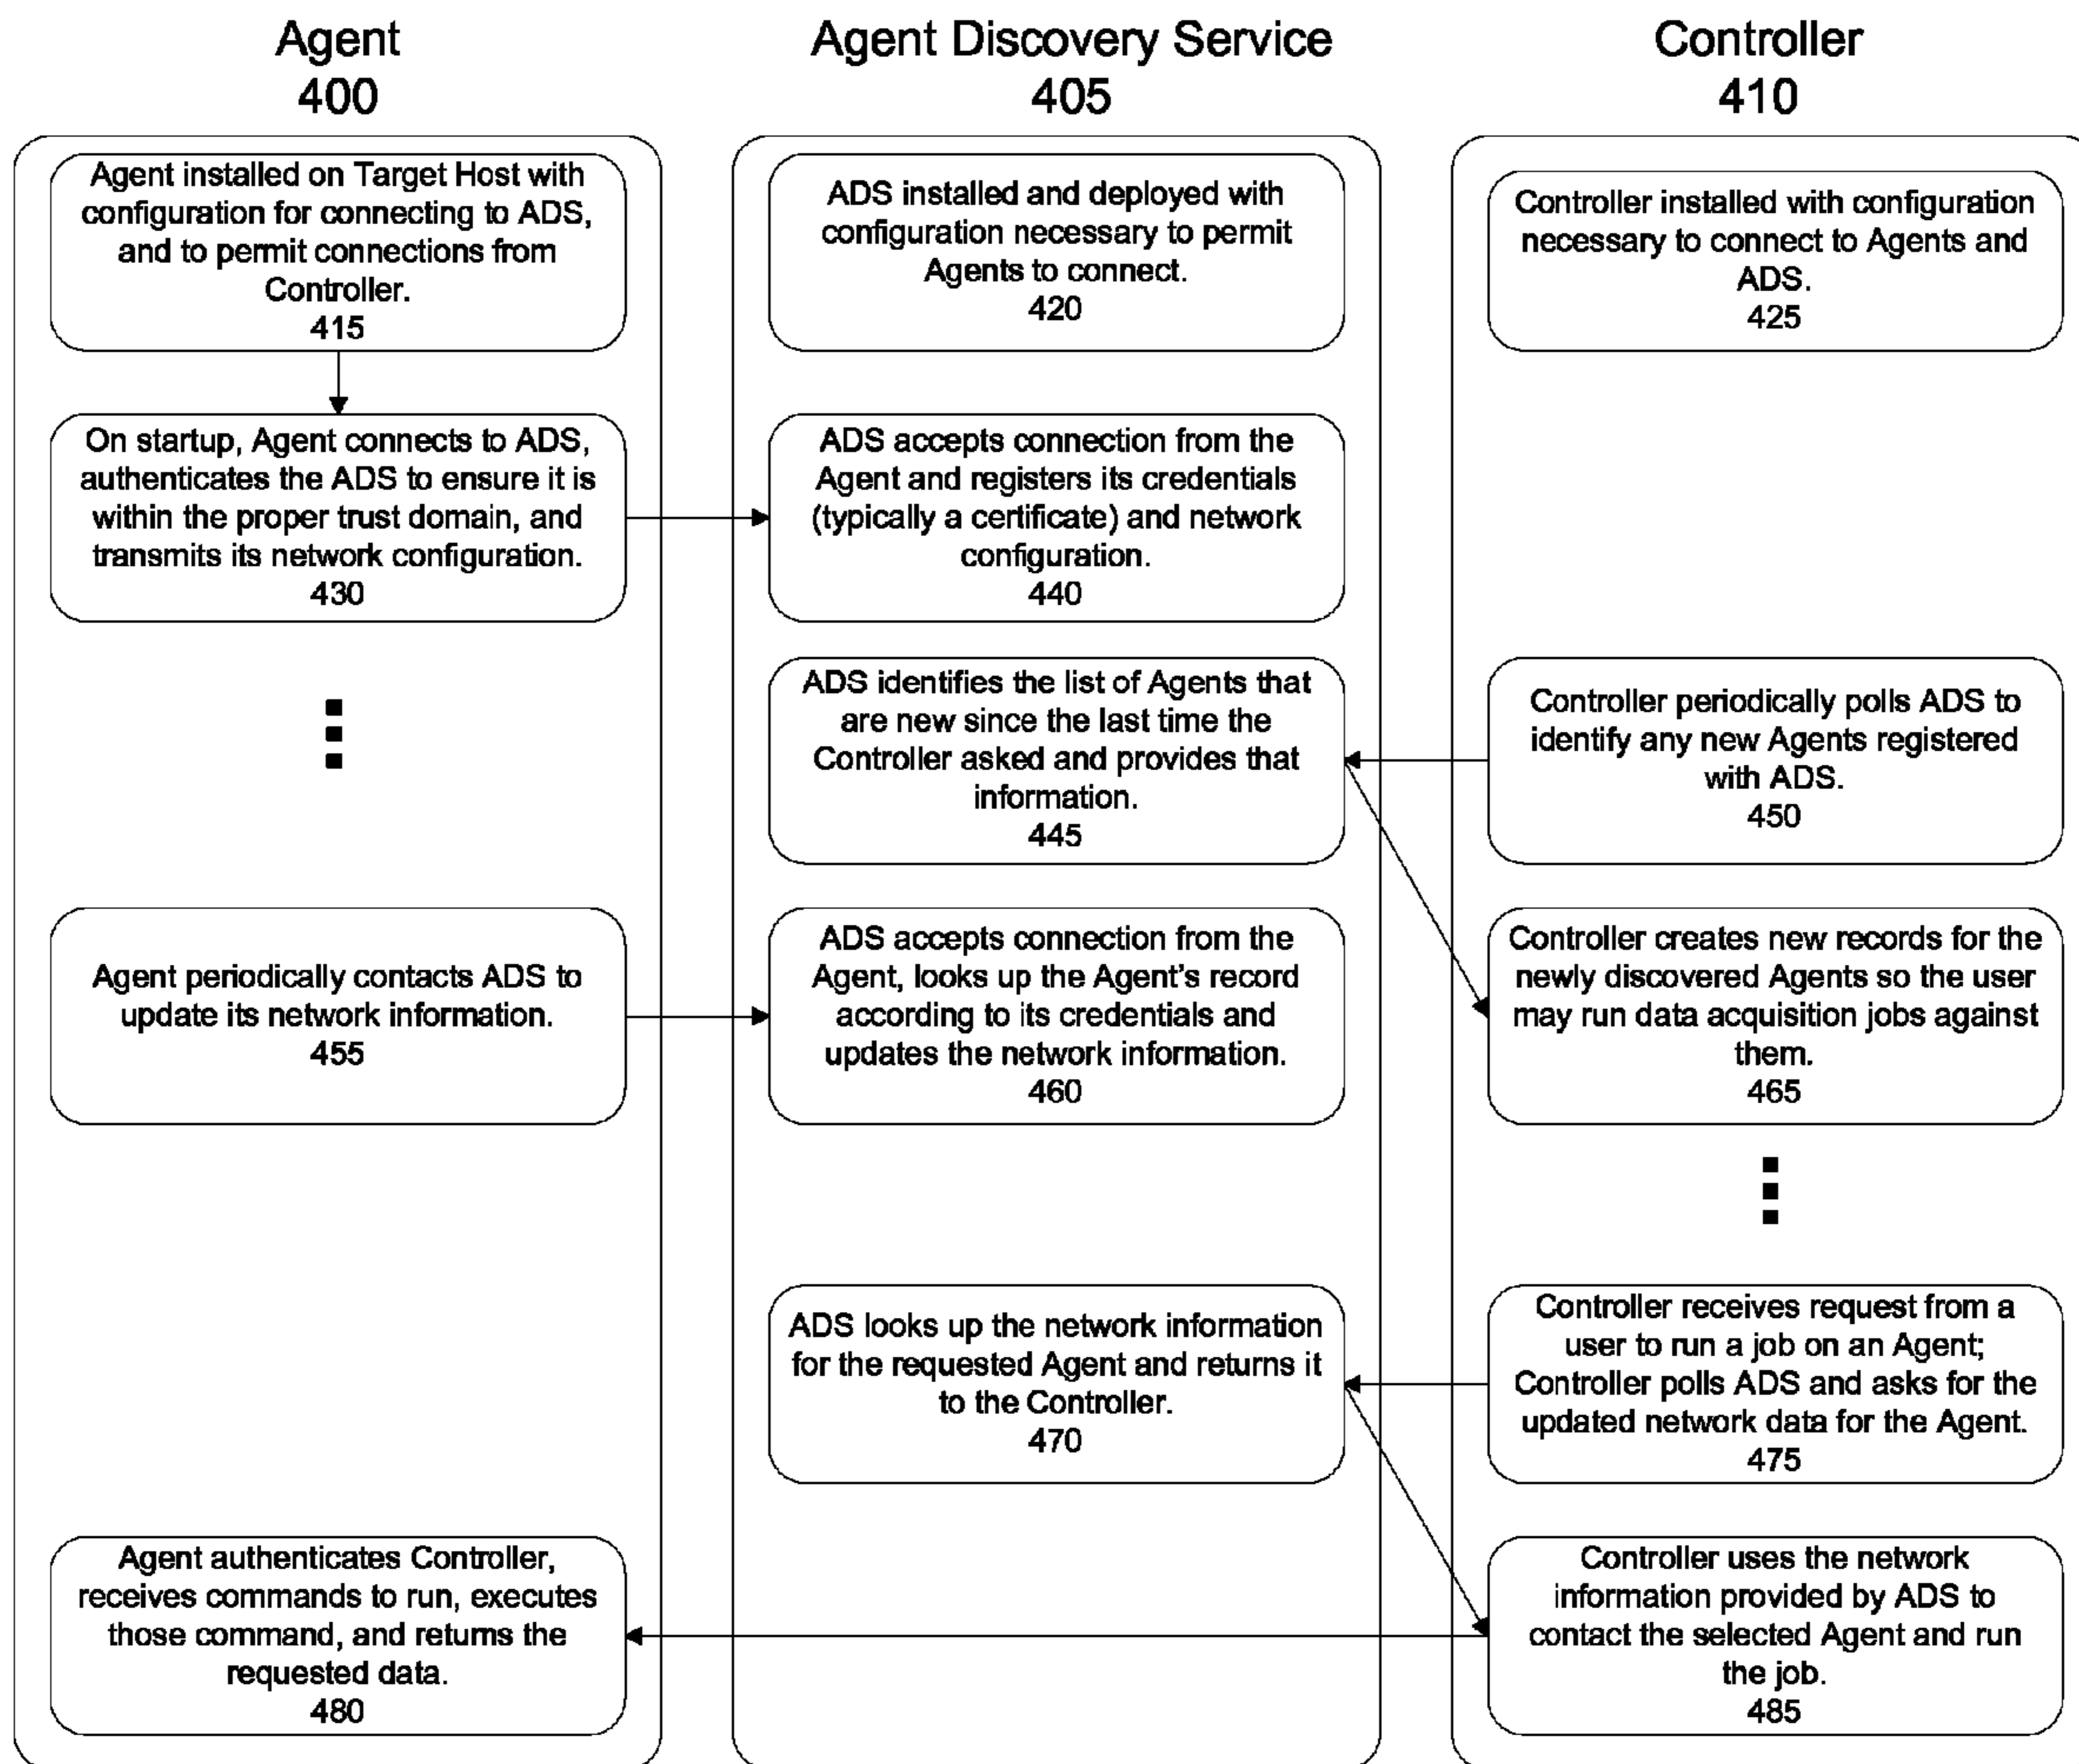 Agent
400
Agent Discovery Service
405
Controller
410
Agent installed on Target Host with
configuration for connecting to ADS,
and to permit connections from
Controller.
415
ADS installed and deployed with
configuration necessary to permit
Agents to connect.
420
Controller installed with configuration
necessary to connect to Agents and
ADS.
425
On startup, Agent connects to ADS,
authenticates the ADS to ensure it is
within the proper trust domain, and
transmits its network configuration.
430
ADS accepts connection from the
Agent and registers its credentials
(typically a certificate) and network
configuration.
440
ADS identifies the list of Agents that
are new since the last time the
Controller asked and provides that
information.
445
Controller periodically polls ADS to
identify any new Agents registered
with ADS.
450
Agent periodically contacts ADS to
update its network information.
455
ADS accepts connection from the
Agent, looks up the Agent's record
according to its credentials and
updates the network information.
460
Controller creates new records for the
newly discovered Agents so the user
may run data acquisition jobs against
them.
465
ADS looks up the network information
for the requested Agent and returns it
to the Controller.
470
Controller receives request from a
user to run a job on an Agent;
Controller polls ADS and asks for the
updated network data for the Agent.
475
Agent authenticates Controller,
receives commands to run, executes
those command, and returns the
requested data.
480
Controller uses the network
information provided by ADS to
contact the selected Agent and run
the job.
485